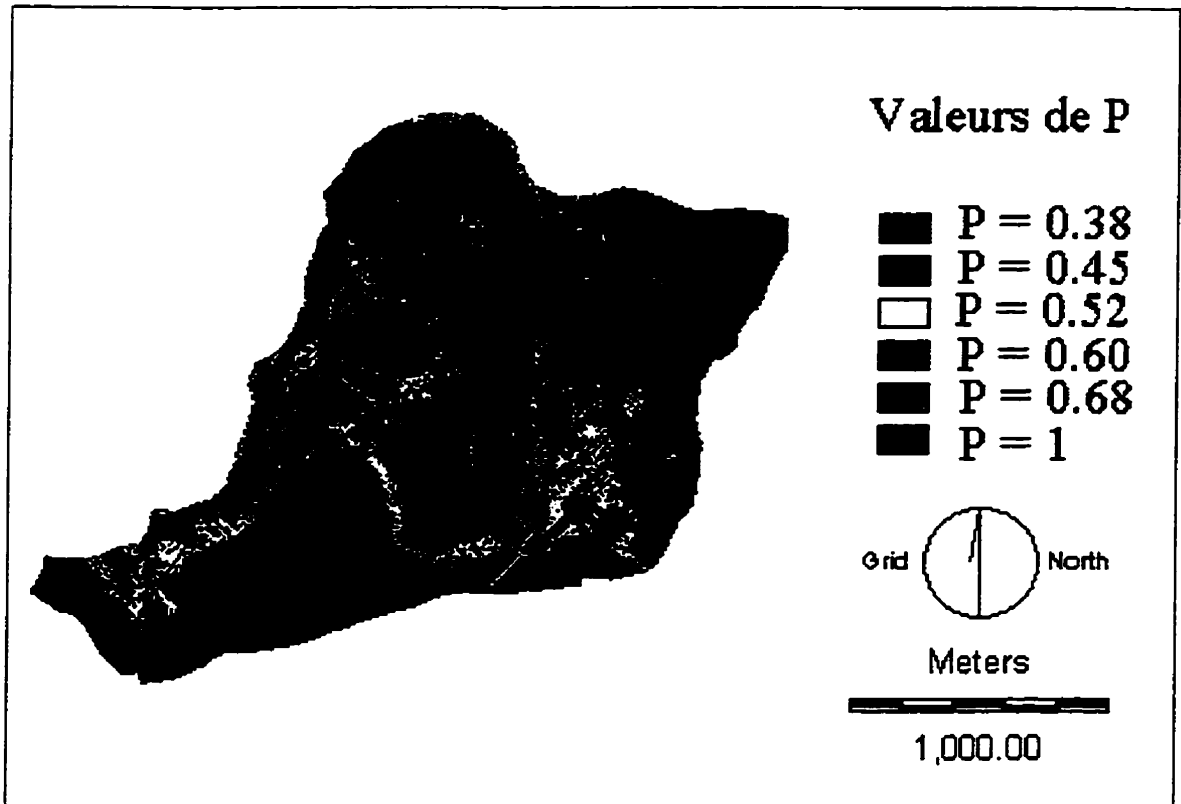 Valeurs de P
P = 0.38
P = 0.45
P = 0.52
P = 0.60
P = 0.68
P = 1
Grid North
Meters
1,000.00